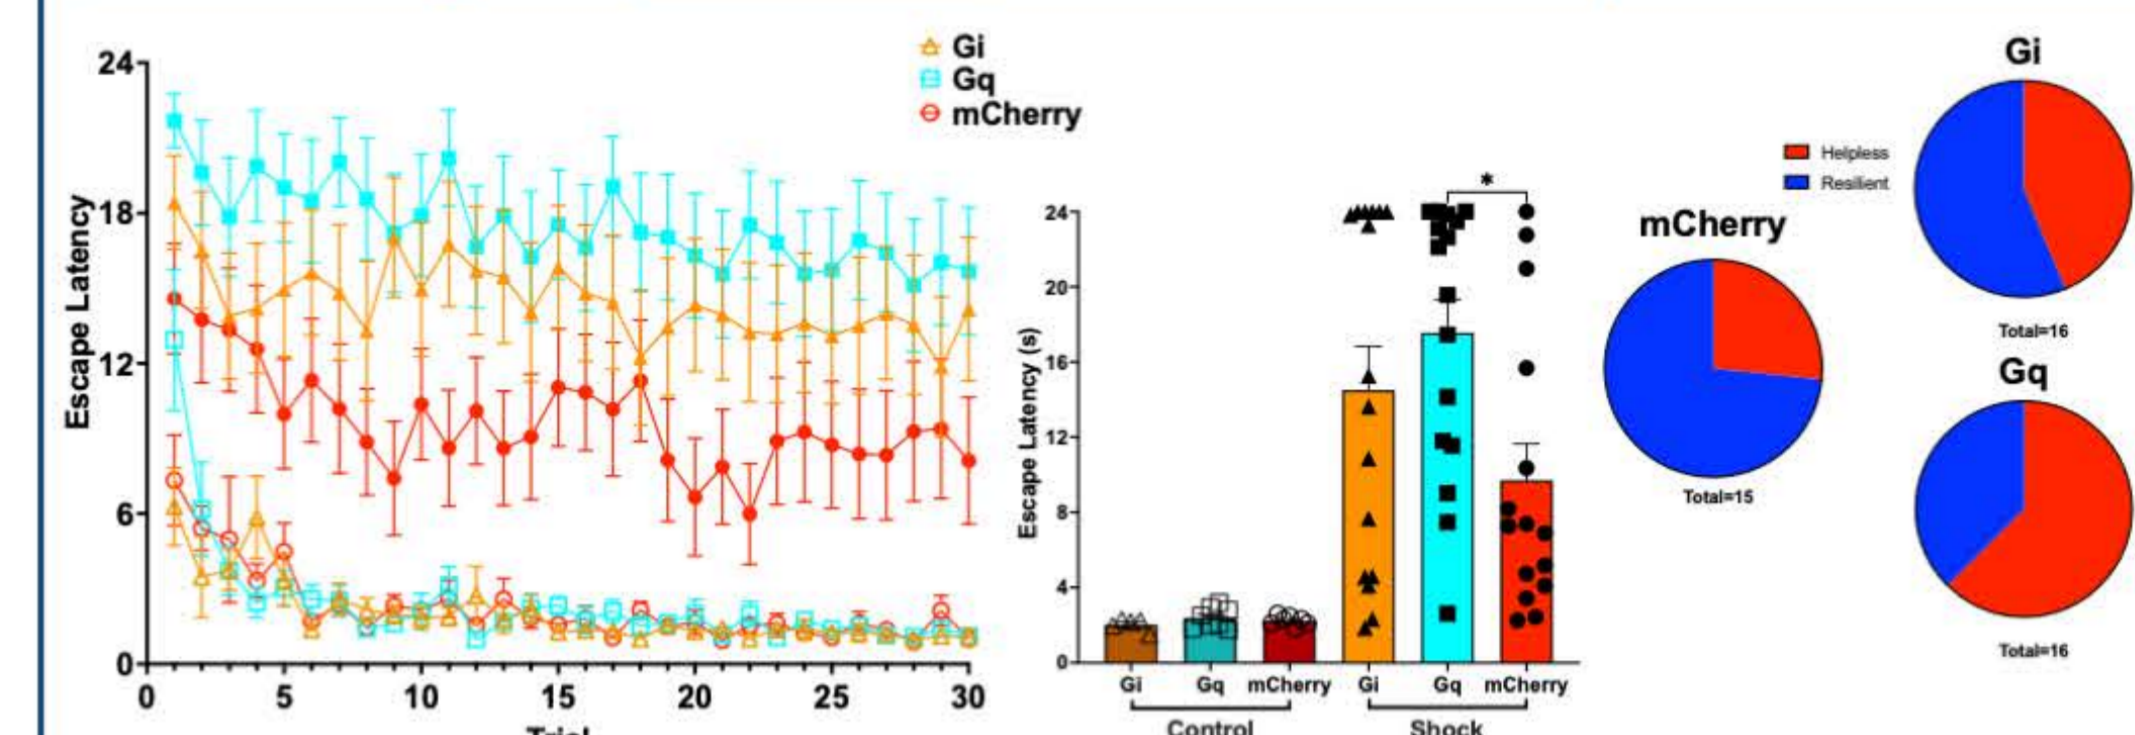 Gi
Gq
mCherry
24
18
12
6
0
Escape Latency
0 5 10 15 20 25 30
Trial
*
24
20
16
12
8
4
0
Escape Latency (s)
Gi Gq mCherry Gi Gq mCherry
Control Shock
Helpless
Resilient
mCherry
Total=15
Gi
Total=16
Gq
Total=16